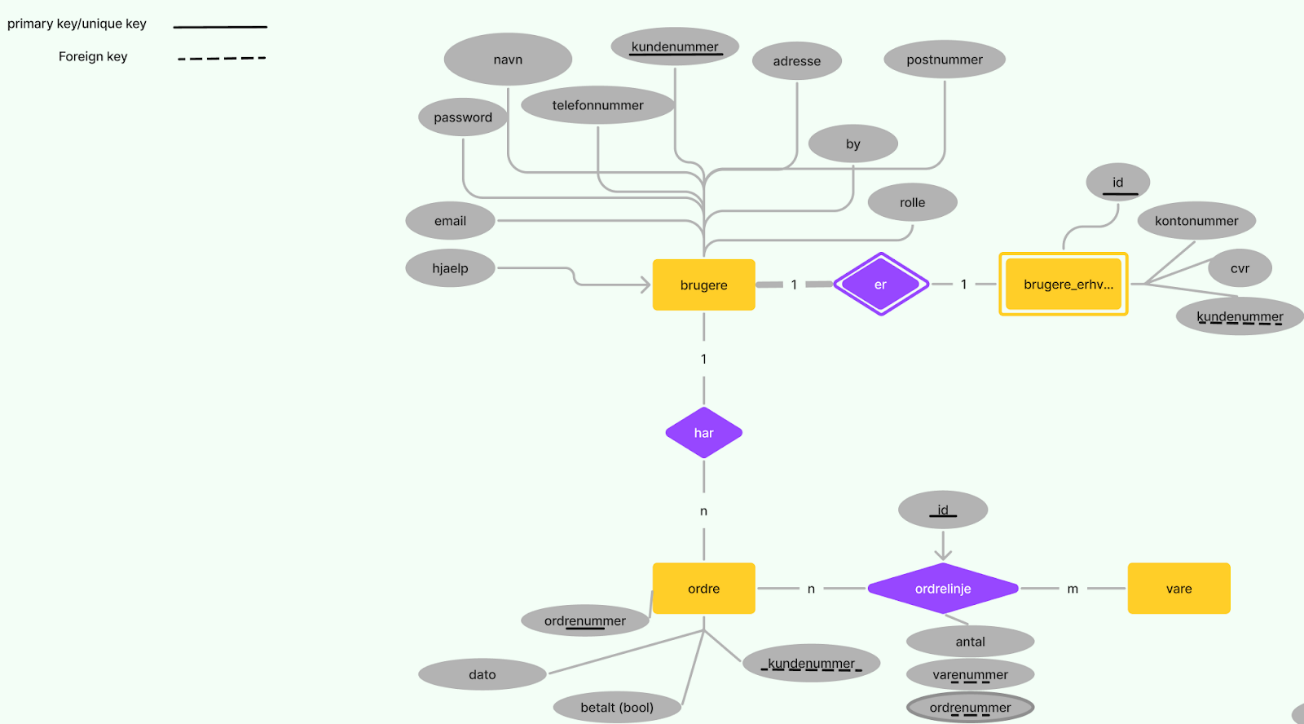 primary key/unique key
Foreign key
navn
kundenummer
adresse
postnummer
password
telefonnummer
by
email
rolle
id
kontonummer
hjaelp
brugere
1
er
1
brugere_erhv...
cvr
kundenummer
1
har
n
id
ordre
n
ordrelinje
m
vare
ordrenummer
dato
betalt (bool)
kundenummer
antal
varenummer
ordrenummer